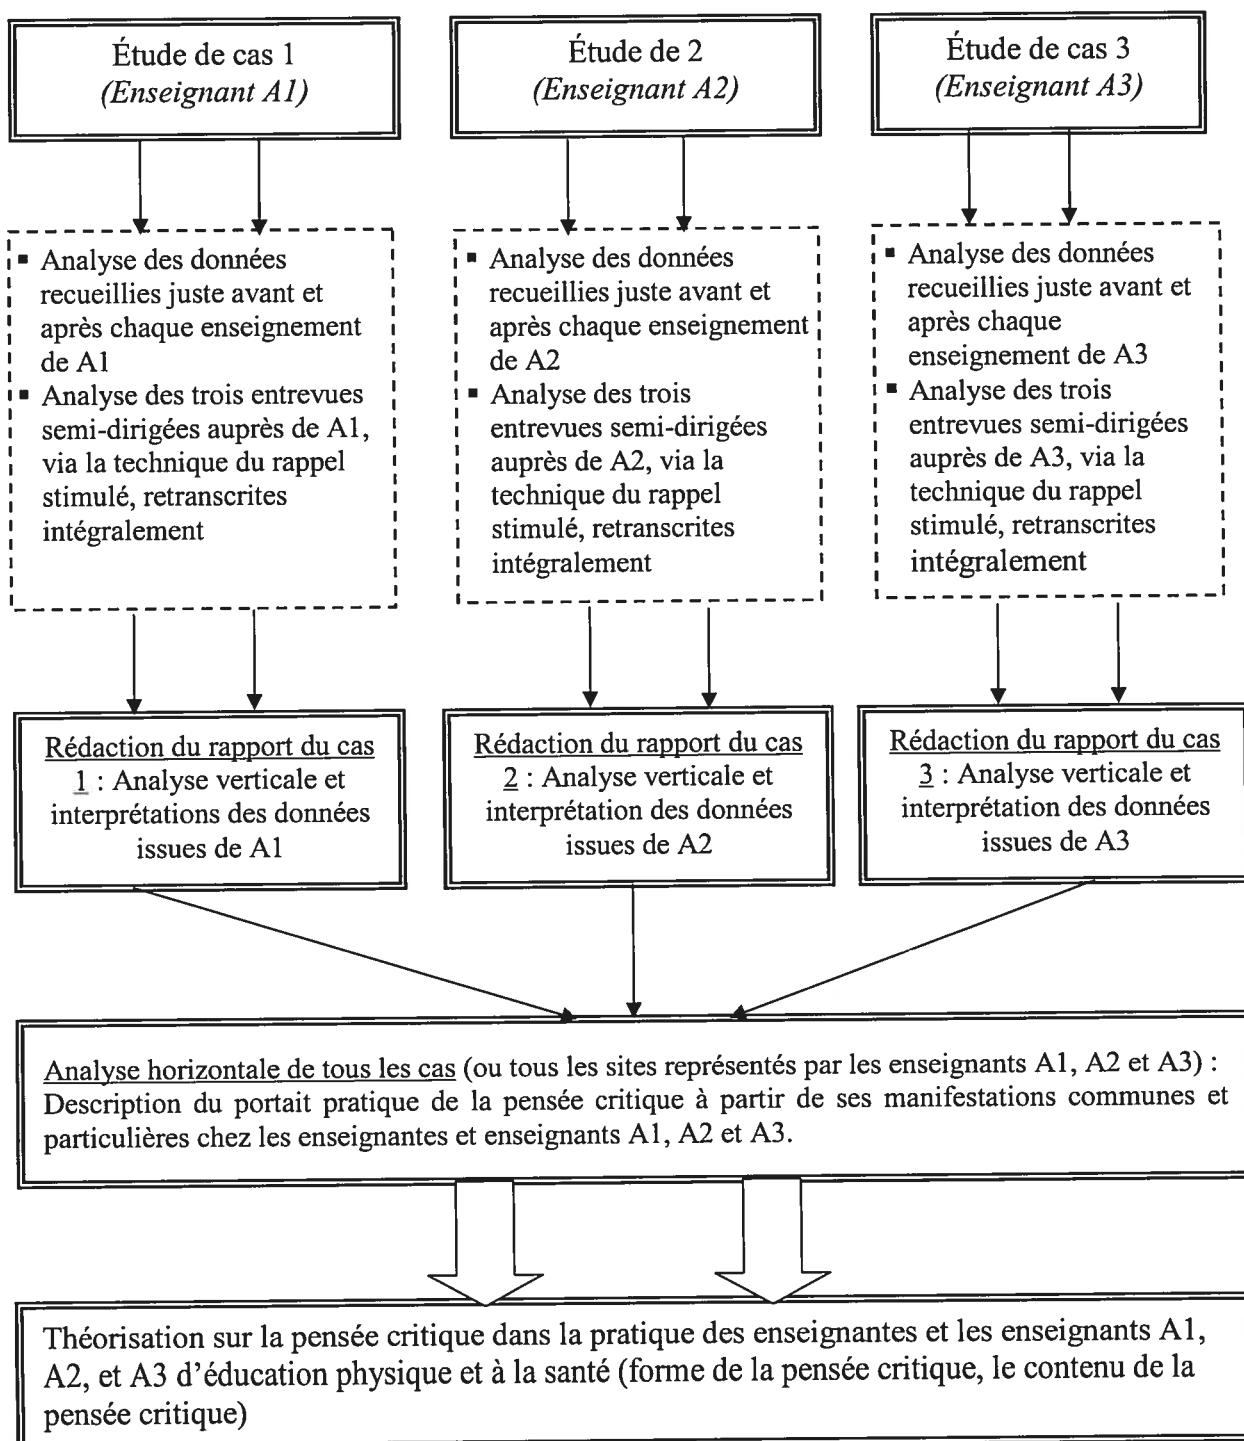 Étude de cas 1
(Enseignant A1)
Étude de 2
(Enseignant A2)
Étude de cas 3
(Enseignant A3)
▪ Analyse des données
recueillies juste avant et
après chaque enseignement
de A1
▪ Analyse des trois entrevues
semi-dirigées auprès de A1,
via la technique du rappel
stimulé, retranscrites
intégralement
▪ Analyse des données
recueillies juste avant et
après chaque enseignement
de A2
▪ Analyse des trois
entrevues semi-dirigées
auprès de A2, via la
technique du rappel
stimulé, retranscrites
intégralement
▪ Analyse des données
recueillies juste avant et
après chaque
enseignement de A3
▪ Analyse des trois
entrevues semi-dirigées
auprès de A3, via la
technique du rappel
stimulé, retranscrites
intégralement
Rédaction du rapport du cas
1 : Analyse verticale et
interprétations des données
issues de A1
Rédaction du rapport du cas
2 : Analyse verticale et
interprétation des données
issues de A2
Rédaction du rapport du cas
3 : Analyse verticale et
interprétation des données
issues de A3
Analyse horizontale de tous les cas (ou tous les sites représentés par les enseignants A1, A2 et A3) :
Description du portait pratique de la pensée critique à partir de ses manifestations communes et
particulières chez les enseignantes et enseignants A1, A2 et A3.
Théorisation sur la pensée critique dans la pratique des enseignantes et les enseignants A1,
A2, et A3 d'éducation physique et à la santé (forme de la pensée critique, le contenu de la
pensée critique)